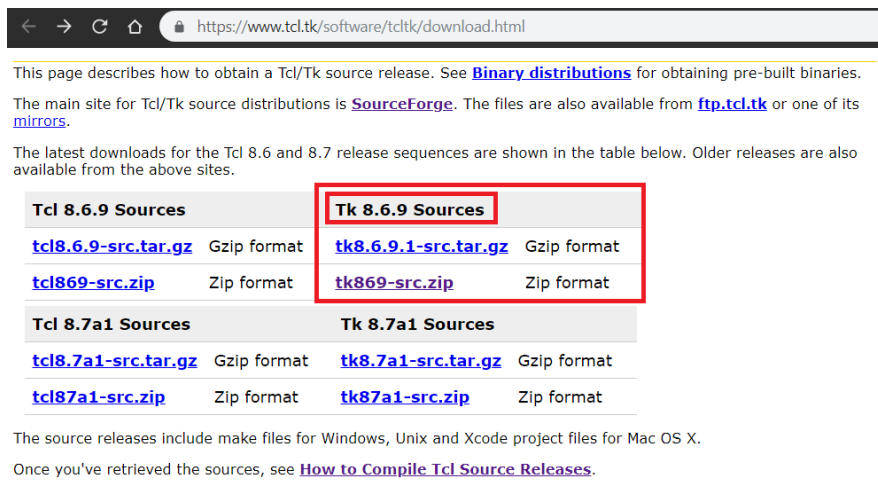 https://www.tcl.tk/software/tcltk/download.html
This page describes how to obtain a Tcl/Tk source release. See Binary distributions for obtaining pre-built binaries.
The main site for Tcl/Tk source distributions is SourceForge. The files are also available from ftp.tcl.tk or one of its
mirrors.
The latest downloads for the Tcl 8.6 and 8.7 release sequences are shown in the table below. Older releases are also
available from the above sites.
Tcl 8.6.9 Sources Tk 8.6.9 Sources
tcl8.6.9-src.tar.gz Gzip format tk8.6.9.1-src.tar.gz Gzip format
tcl869-src.zip Zip format tk869-src.zip Zip format
Tcl 8.7a1 Sources Tk 8.7a1 Sources
tcl8.7a1-src.tar.gz Gzip format tk8.7a1-src.tar.gz Gzip format
tcl87a1-src.zip Zip format tk87a1-src.zip Zip format
The source releases include make files for Windows, Unix and Xcode project files for Mac OS X.
Once you've retrieved the sources, see How to Compile Tcl Source Releases.